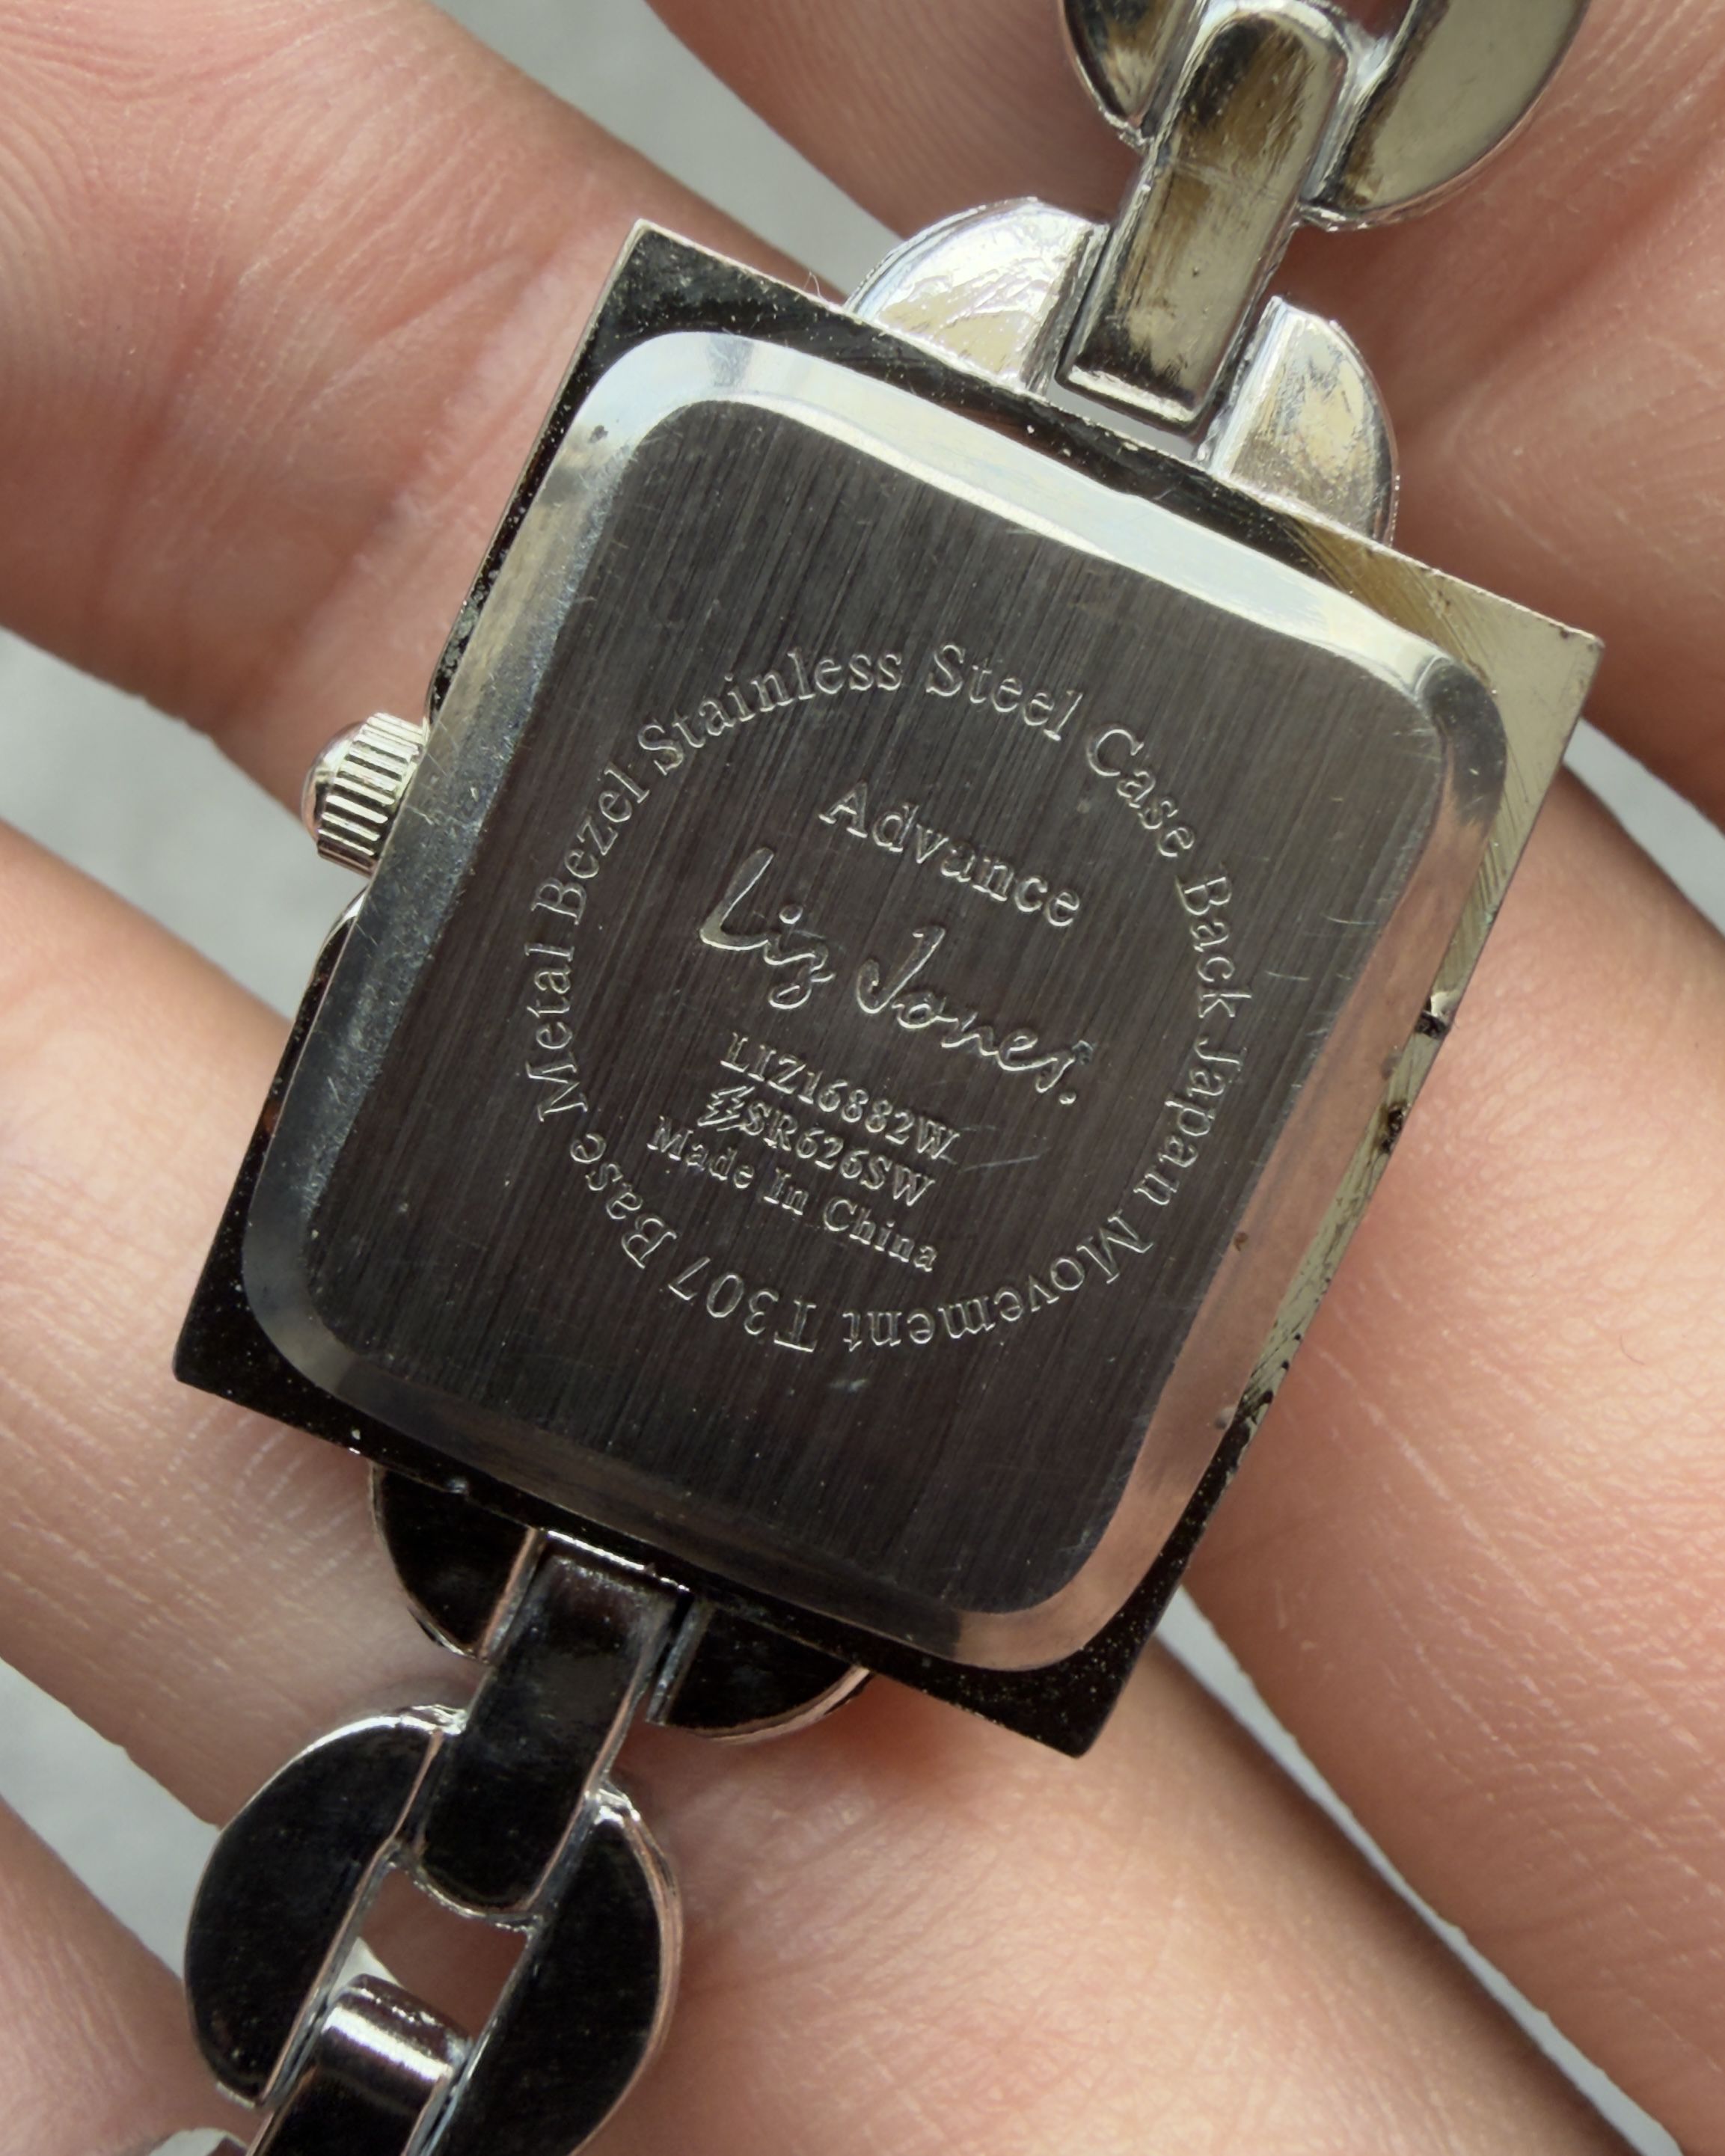 Base Metal Bezel Stainless Steel Case Back Japan Movement T307
Advance
Liz Jones.
LIZ16882W
SR626SW
Made In China